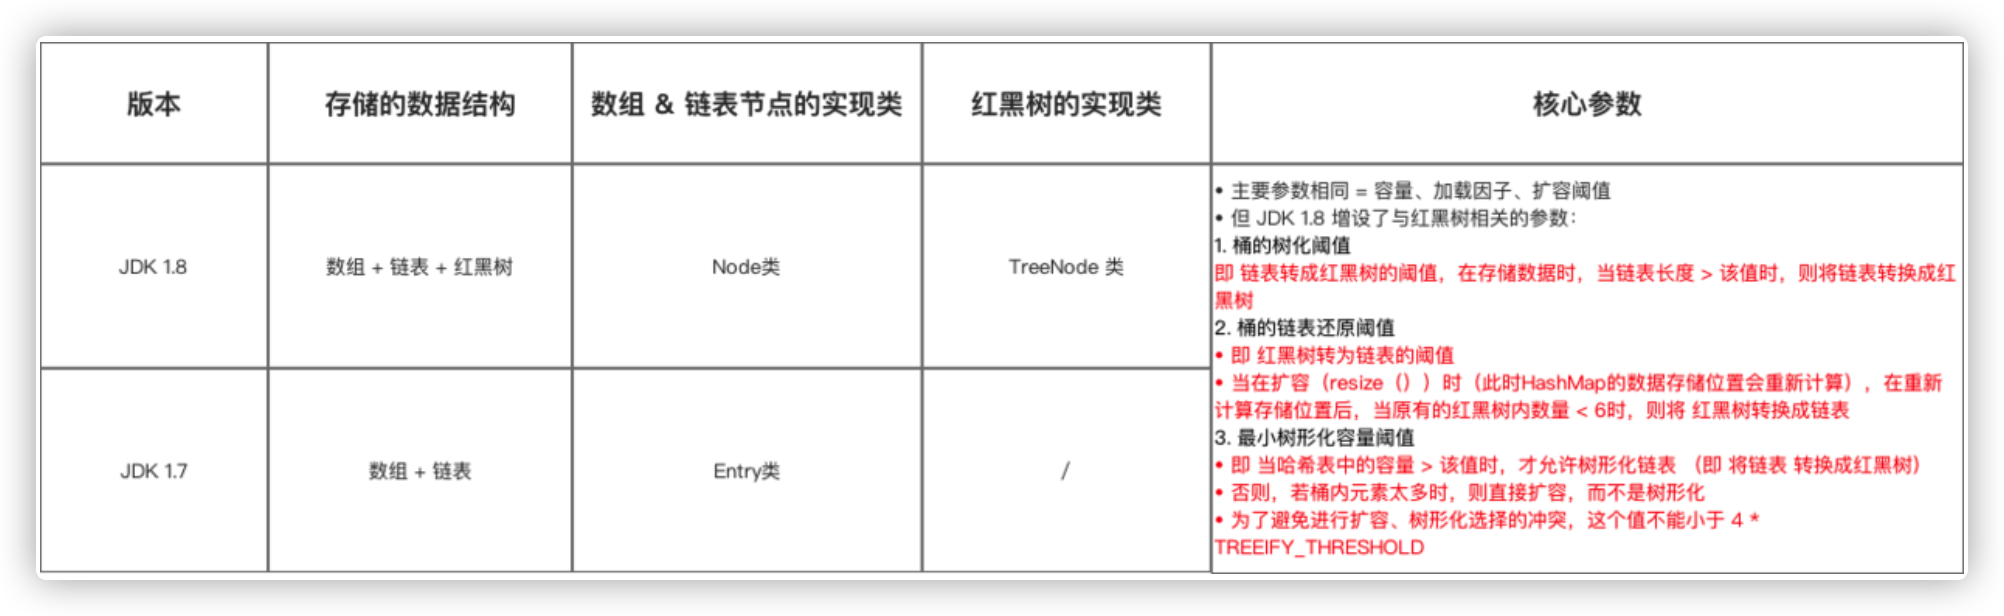 版本
存储的数据结构
数组 & 链表节点的实现类
红黑树的实现类
核心参数
JDK 1.8
数组 + 链表 + 红黑树
Node类
TreeNode 类
• 主要参数相同 = 容量、加载因子、扩容阈值
• 但 JDK 1.8 增设了与红黑树相关的参数：
1. 桶的树化阈值
即 链表转成红黑树的阈值，在存储数据时，当链表长度 > 该值时，则将链表转换成红
黑树
2. 桶的链表还原阈值
• 即 红黑树转为链表的阈值
• 当在扩容（resize（））时（此时HashMap的数据存储位置会重新计算），在重新
计算存储位置后，当原有的红黑树内数量 < 6时，则将 红黑树转换成链表
3. 最小树形化容量阈值
• 即 当哈希表中的容量 > 该值时，才允许树形化链表 （即 将链表 转换成红黑树）
• 否则，若桶内元素太多时，则直接扩容，而不是树形化
• 为了避免进行扩容、树形化选择的冲突，这个值不能小于 4 *
TREEIFY_THRESHOLD
JDK 1.7
数组 + 链表
Entry类
/